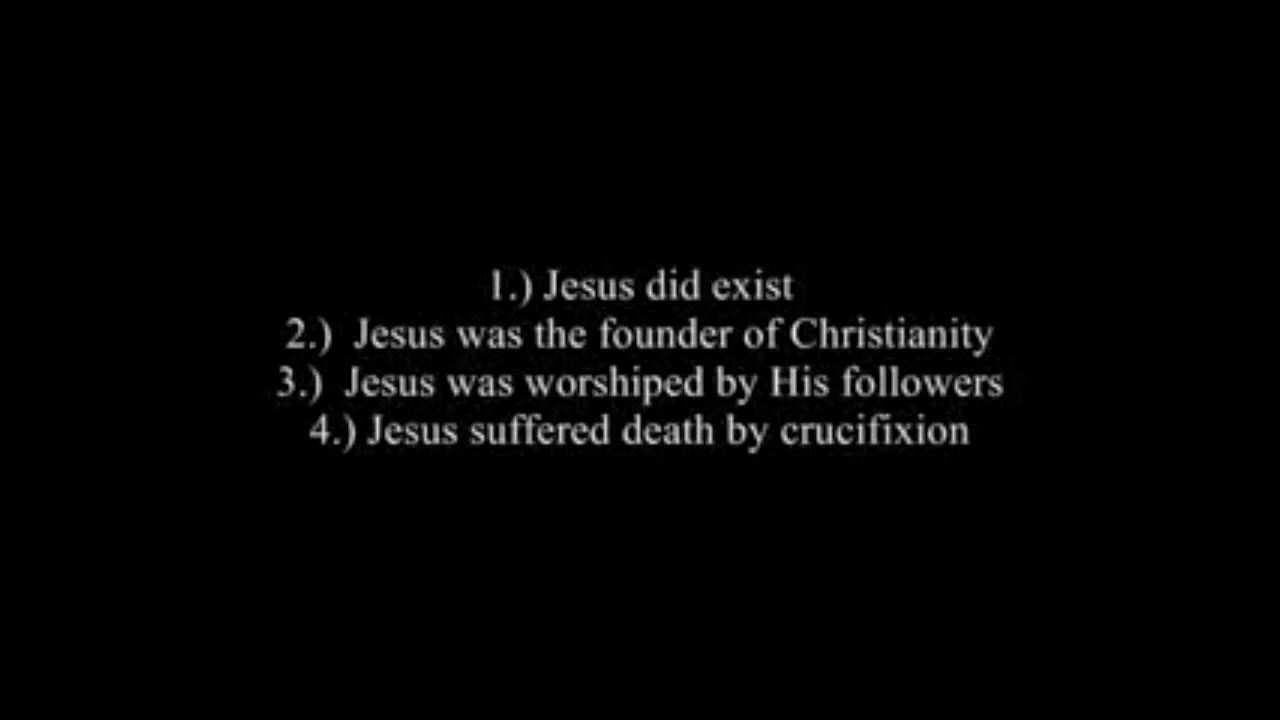 1.) Jesus did exist
2.)  Jesus was the founder of Christianity
3.)  Jesus was worshiped by His followers
4.) Jesus suffered death by crucifixion